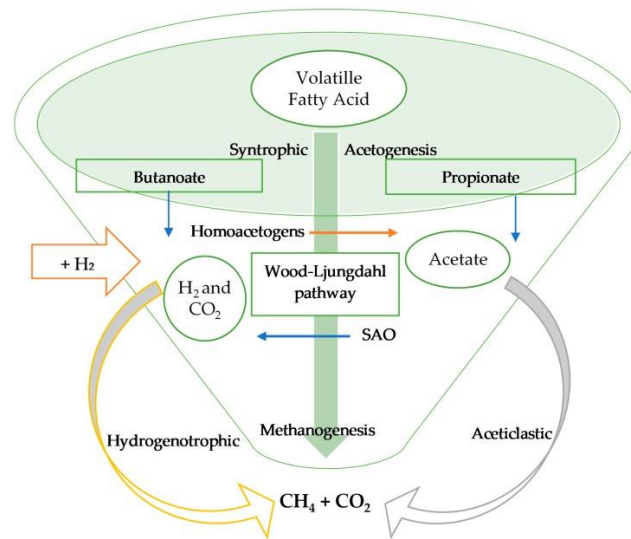 Volatille
Fatty Acid
Syntrophic Acetogenesis
Butanoate
Propionate
Homoacetogens
+ H₂
H₂ and
CO₂
Wood-Ljungdahl
pathway
Acetate
SAO
Hydrogenotrophic
Methanogenesis
Aceticlastic
CH₄ + CO₂